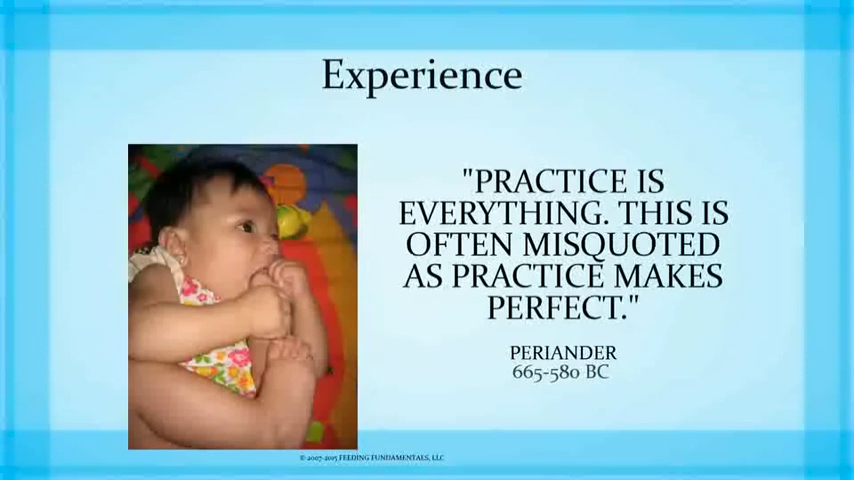 Experience
"PRACTICE IS
EVERYTHING. THIS IS
OFTEN MISQUOTED
AS PRACTICE MAKES
PERFECT."
PERIANDER
665-580 BC
© 2007-2015 FEEDING FUNDAMENTALS, LLC